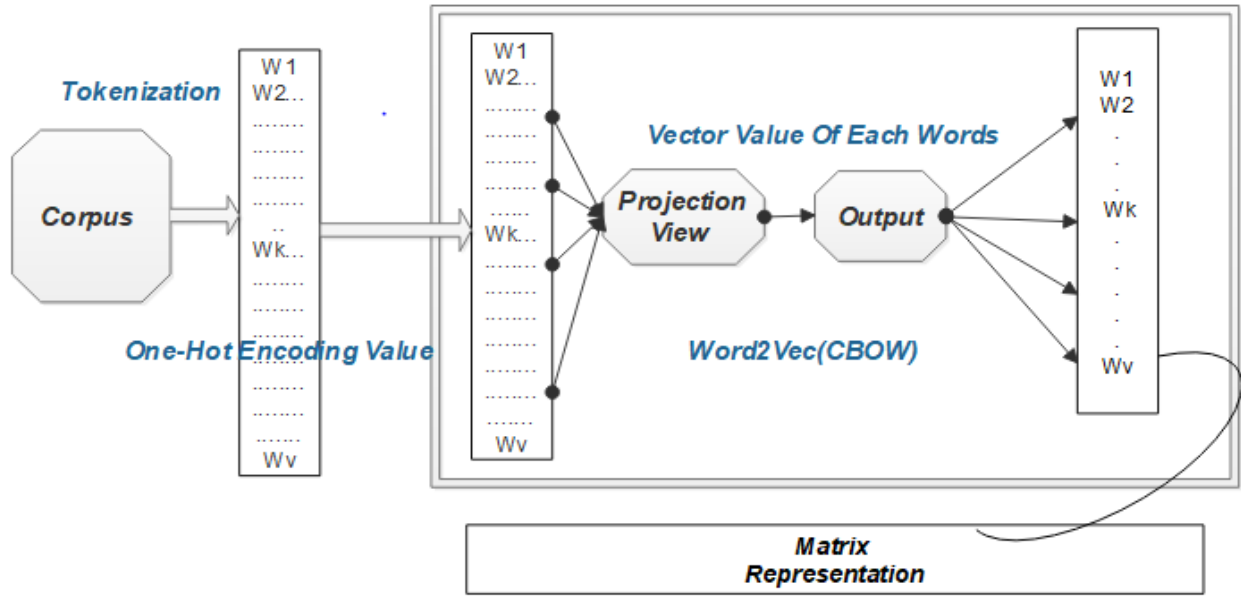 Tokenization
Corpus
W1
W2...
........
........
........
........
..
Wk...
........
........
........
........
........
........
.......
Wv
One-Hot Encoding Value
W1
W2...
........
........
........
........
......
Wk...
........
........
........
........
........
........
.......
Wv
Vector Value Of Each Words
Projection
View
Output
Word2Vec(CBOW)
W1
W2
.
.
.
Wk
.
.
.
.
.
Wv
Matrix
Representation